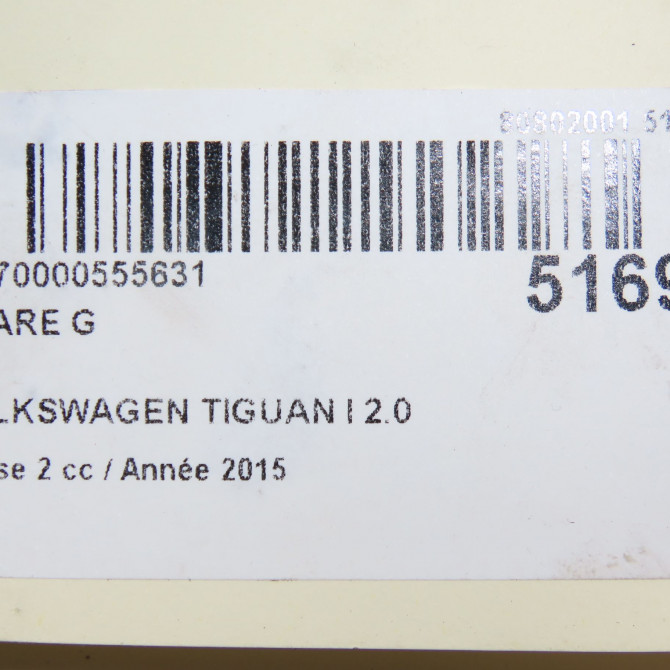 80802001 51
70000555631
5169
ARE G
LKSWAGEN TIGUAN I 2.0
se 2 cc / Année 2015